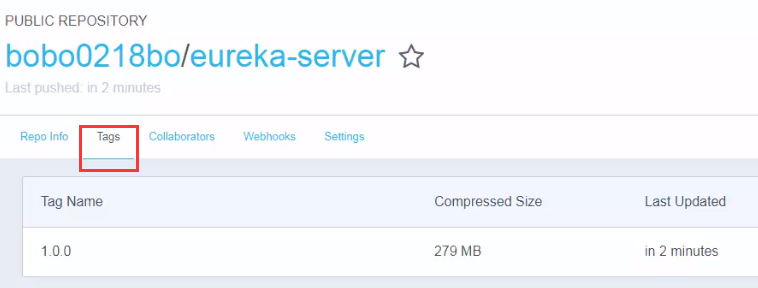 PUBLIC REPOSITORY
bobo0218bo/eureka-server
Last pushed: in 2 minutes
Repo Info Tags Collaborators Webhooks Settings
Tag Name Compressed Size Last Updated
1.0.0 279 MB in 2 minutes